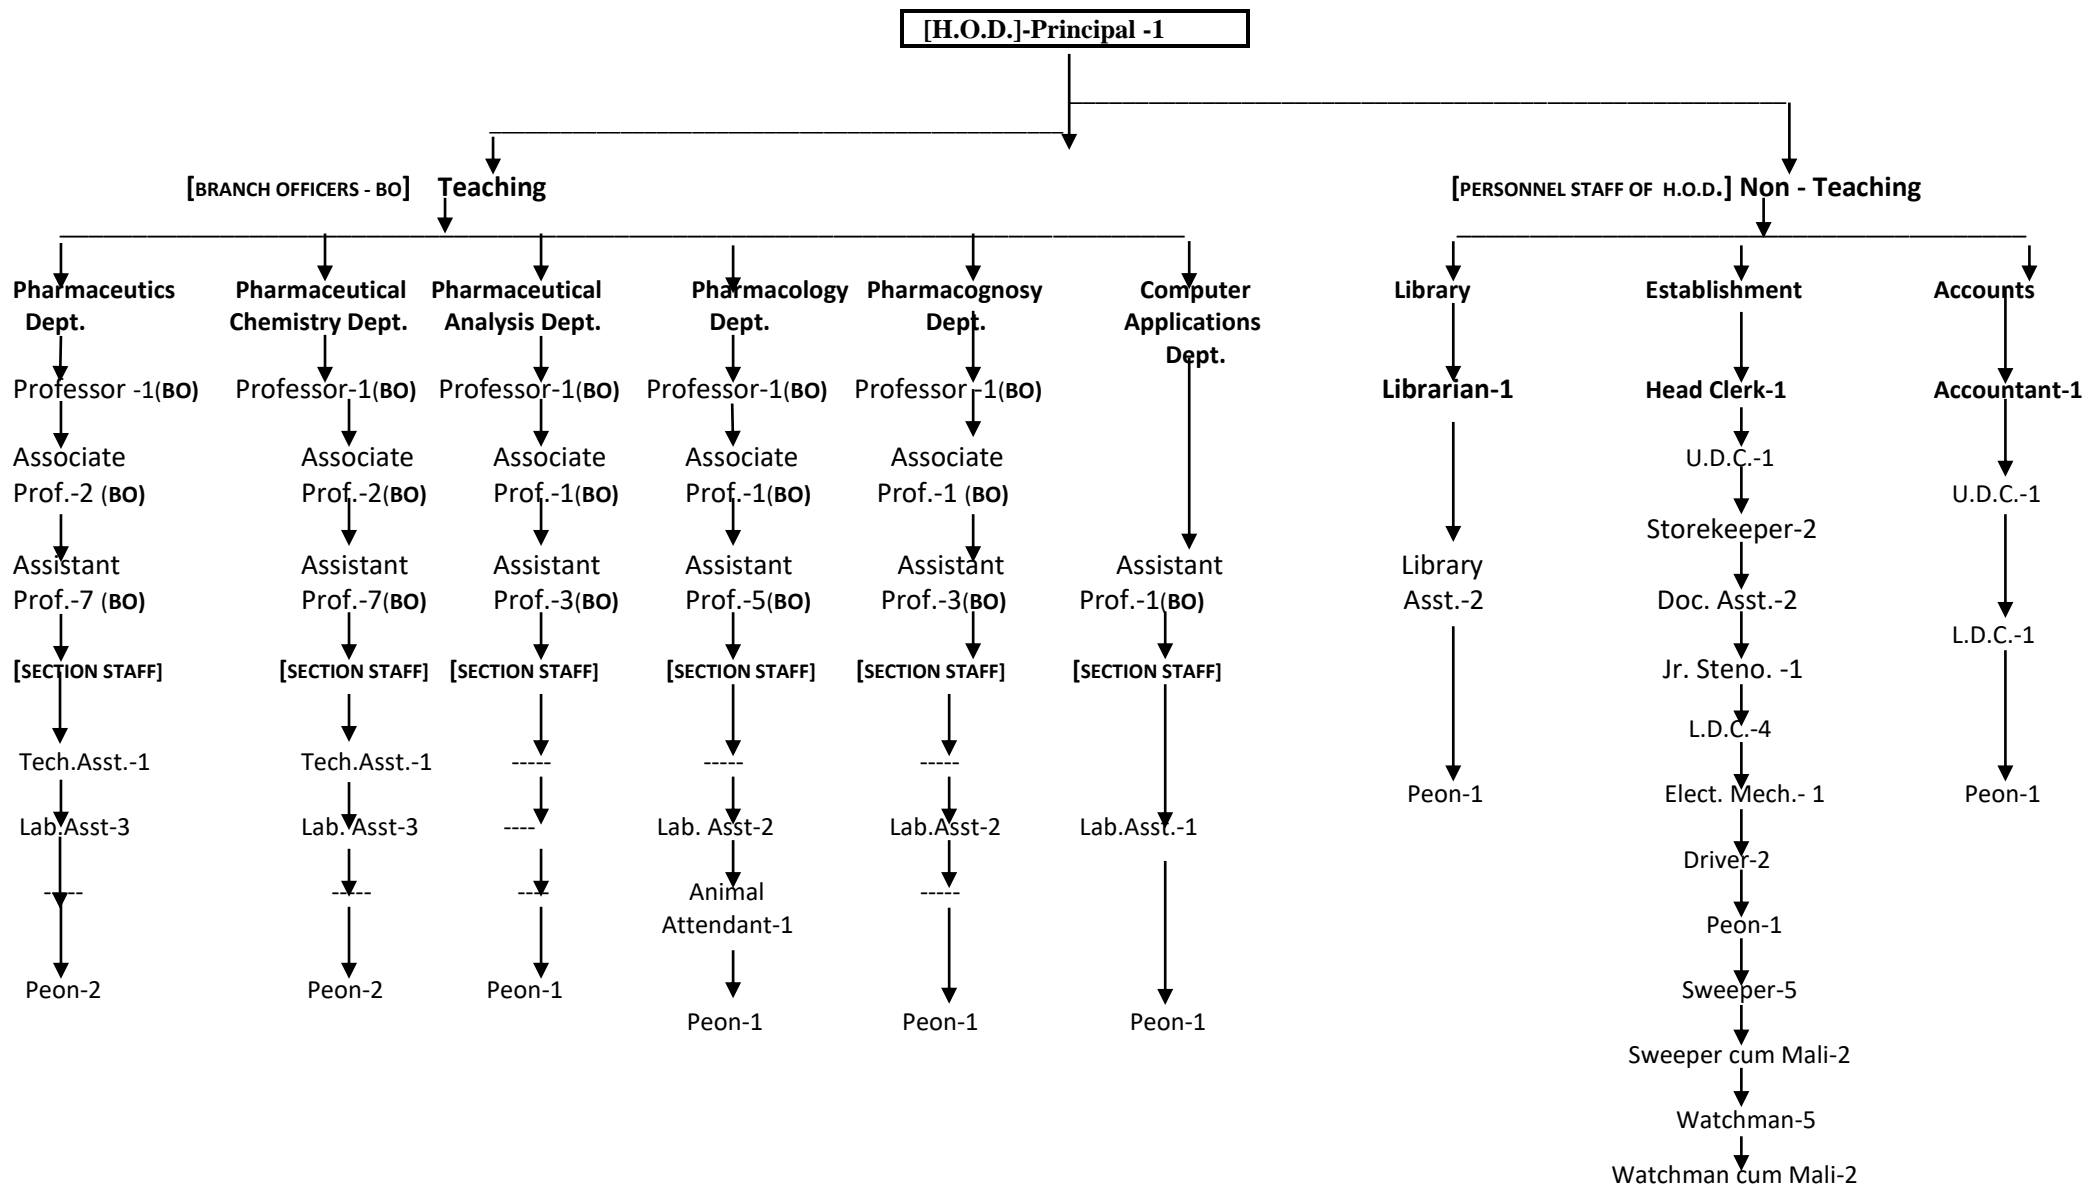 [H.O.D.]-Principal -1
[BRANCH OFFICERS - BO] Teaching
[PERSONNEL STAFF OF H.O.D.] Non - Teaching
Pharmaceutics
Dept.
Professor -1(BO)
Associate
Prof.-2 (BO)
Assistant
Prof.-7 (BO)
[SECTION STAFF]
Tech.Asst.-1
Lab.Asst-3
-----
Peon-2
Pharmaceutical
Chemistry Dept.
Professor-1(BO)
Associate
Prof.-2(BO)
Assistant
Prof.-7(BO)
[SECTION STAFF]
Tech.Asst.-1
Lab. Asst-3
-----
Peon-2
Pharmaceutical
Analysis Dept.
Professor-1(BO)
Associate
Prof.-1(BO)
Assistant
Prof.-3(BO)
[SECTION STAFF]
-----
----
----
Peon-1
Pharmacology
Dept.
Professor-1(BO)
Associate
Prof.-1(BO)
Assistant
Prof.-5(BO)
[SECTION STAFF]
-----
Lab. Asst-2
Animal
Attendant-1
Peon-1
Pharmacognosy
Dept.
Professor -1(BO)
Associate
Prof.-1 (BO)
Assistant
Prof.-3(BO)
[SECTION STAFF]
-----
Lab.Asst-2
-----
Peon-1
Computer
Applications
Dept.
Assistant
Prof.-1(BO)
[SECTION STAFF]
Lab.Asst.-1
Peon-1
Library
Librarian-1
Library
Asst.-2
Peon-1
Establishment
Head Clerk-1
U.D.C.-1
Storekeeper-2
Doc. Asst.-2
Jr. Steno. -1
L.D.C.-4
Elect. Mech.- 1
Driver-2
Peon-1
Sweeper-5
Sweeper cum Mali-2
Watchman-5
Watchman cum Mali-2
Accounts
Accountant-1
U.D.C.-1
L.D.C.-1
Peon-1